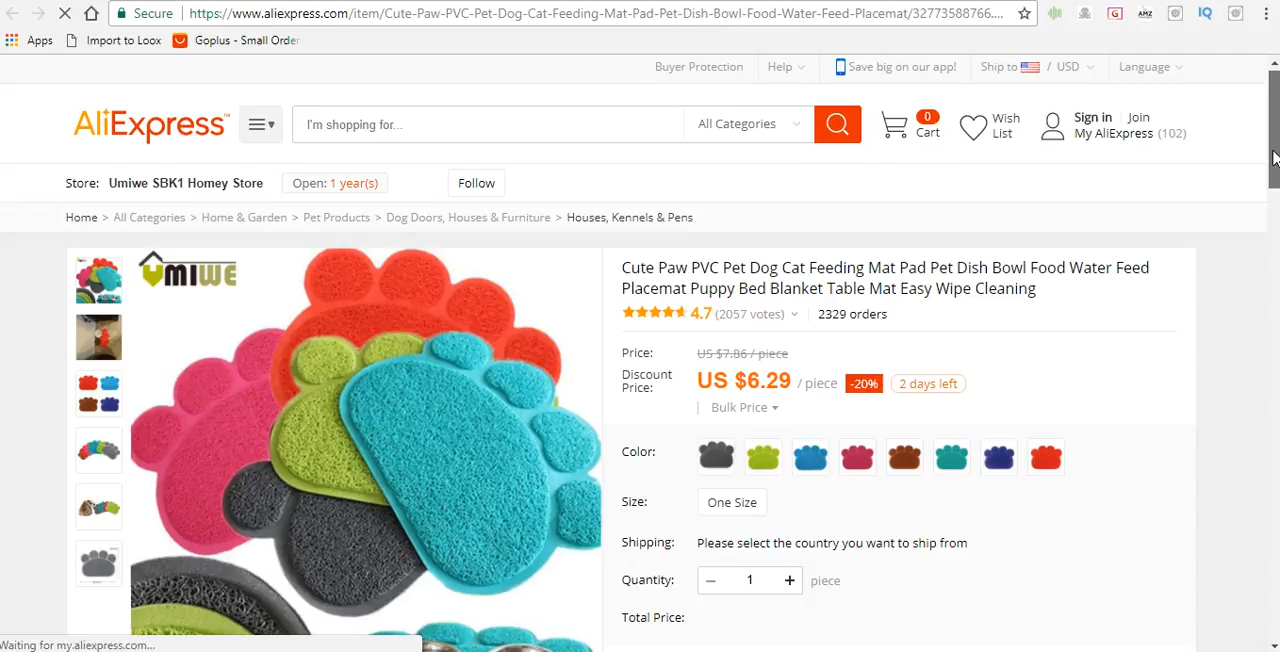 Secure https://www.aliexpress.com/item/Cute-Paw-PVC-Pet-Dog-Cat-Feeding-Mat-Pad-Pet-Dish-Bowl-Food-Water-Feed-Placemat/32773588766....
G AHZ IQ
Apps Import to Loox Goplus - Small Order
Buyer Protection Help Save big on our app! Ship to / USD Language
AliExpress™ I'm shopping for... All Categories 0 Cart Wish List Sign in Join My AliExpress (102)
Store: Umiwe SBK1 Homey Store Open: 1 year(s) Follow
Home > All Categories > Home & Garden > Pet Products > Dog Doors, Houses & Furniture > Houses, Kennels & Pens
UMIWE
Cute Paw PVC Pet Dog Cat Feeding Mat Pad Pet Dish Bowl Food Water Feed
Placemat Puppy Bed Blanket Table Mat Easy Wipe Cleaning
4.7 (2057 votes) 2329 orders
Price: US $7.86 / piece
Discount Price: US $6.29 / piece -20% 2 days left
Bulk Price
Color:
Size: One Size
Shipping: Please select the country you want to ship from
Quantity: − 1 + piece
Total Price:
Waiting for my.aliexpress.com...